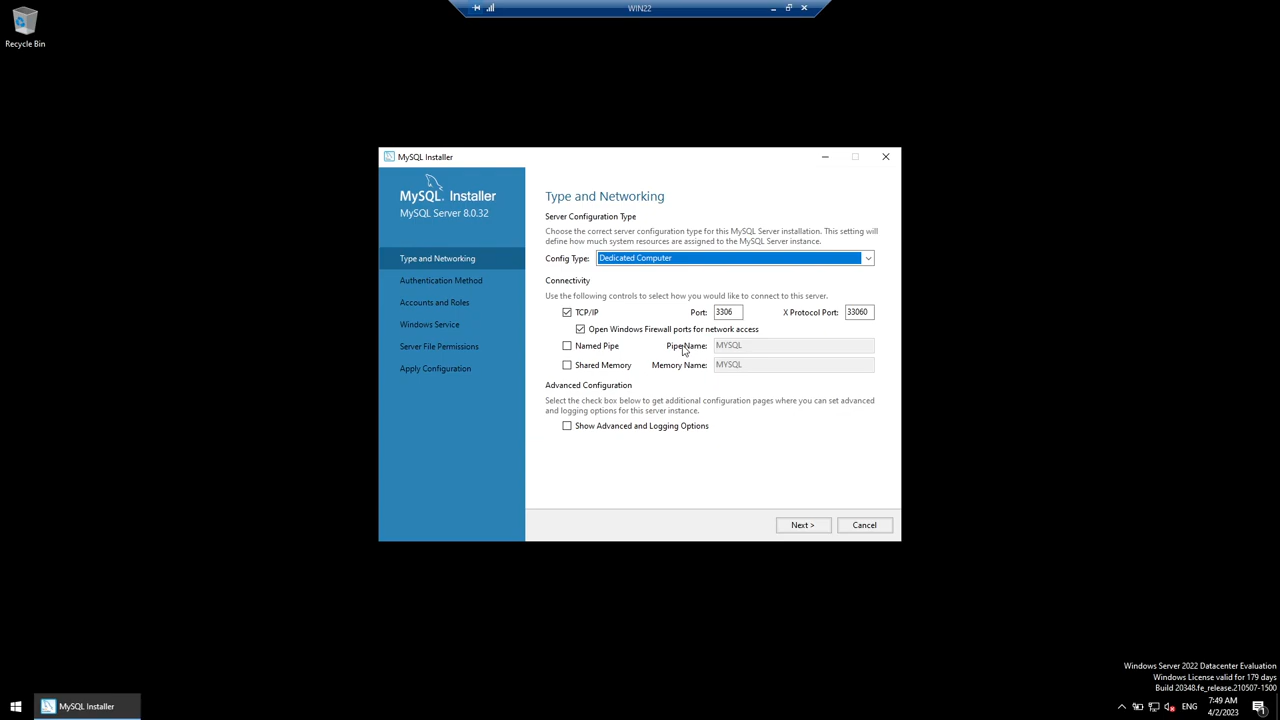 WIN22
Recycle Bin
MySQL Installer
MySQL. Installer
MySQL Server 8.0.32
Type and Networking
Authentication Method
Accounts and Roles
Windows Service
Server File Permissions
Apply Configuration
Type and Networking
Server Configuration Type
Choose the correct server configuration type for this MySQL Server installation. This setting will
define how much system resources are assigned to the MySQL Server instance.
Config Type: Dedicated Computer
Connectivity
Use the following controls to select how you would like to connect to this server.
TCP/IP Port: 3306 X Protocol Port: 33060
Open Windows Firewall ports for network access
Named Pipe Pipe Name: MYSQL
Shared Memory Memory Name: MYSQL
Advanced Configuration
Select the check box below to get additional configuration pages where you can set advanced
and logging options for this server instance.
Show Advanced and Logging Options
Next > Cancel
Windows Server 2022 Datacenter Evaluation
Windows License valid for 179 days
Build 20348.fe_release.210507-1500
MySQL Installer
ENG
7:49 AM
4/2/2023
1